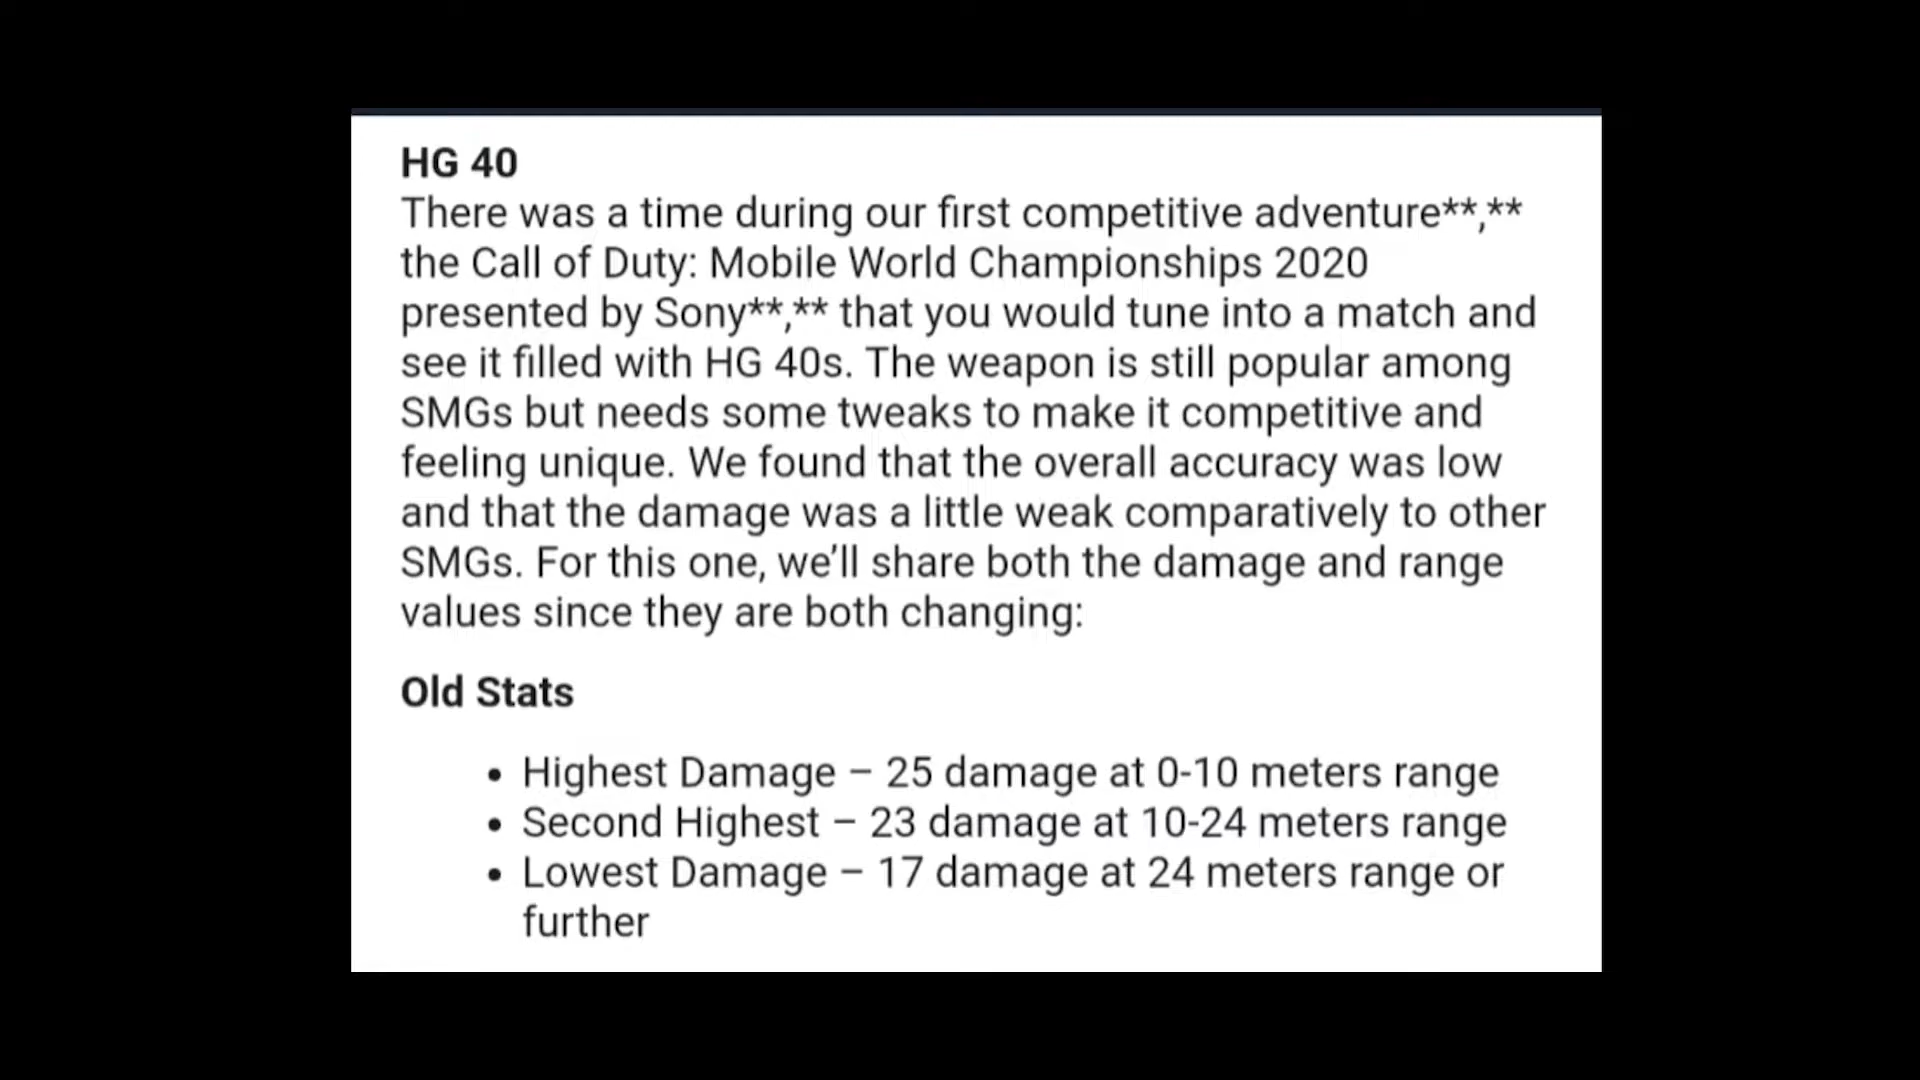 HG 40
There was a time during our first competitive adventure**,**
the Call of Duty: Mobile World Championships 2020
presented by Sony**,** that you would tune into a match and
see it filled with HG 40s. The weapon is still popular among
SMGs but needs some tweaks to make it competitive and
feeling unique. We found that the overall accuracy was low
and that the damage was a little weak comparatively to other
SMGs. For this one, we’ll share both the damage and range
values since they are both changing:
Old Stats
• Highest Damage – 25 damage at 0-10 meters range
• Second Highest – 23 damage at 10-24 meters range
• Lowest Damage – 17 damage at 24 meters range or
further